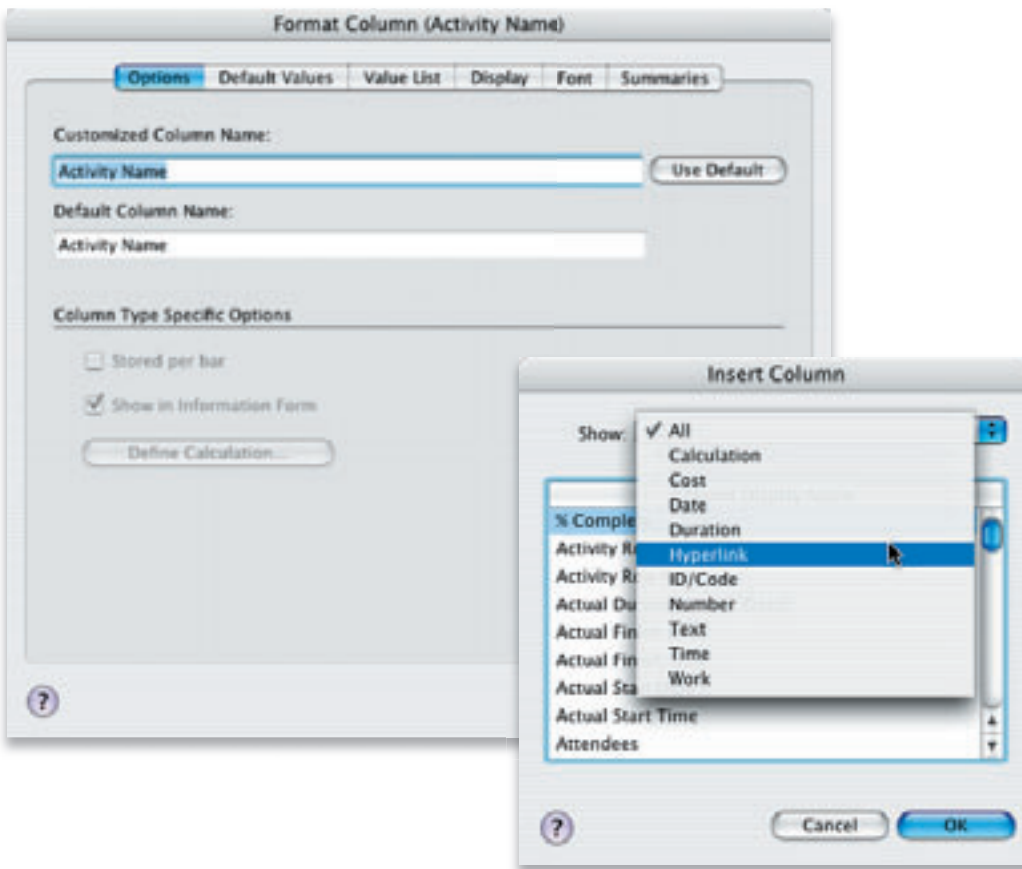 Format Column (Activity Name)
Options Default Values Value List Display Font Summaries
Customized Column Name:
Activity Name Use Default
Default Column Name:
Activity Name
Column Type Specific Options
Stored per bar
Show in Information Form
Define Calculation...
?
Insert Column
Show: All
Calculation
Cost
Date
Duration
Hyperlink
ID/Code
Number
Text
Time
Work
% Comple
Activity R
Activity R
Actual Du
Actual Fin
Actual Fin
Actual Sta
Actual Start Time
Attendees
? Cancel OK